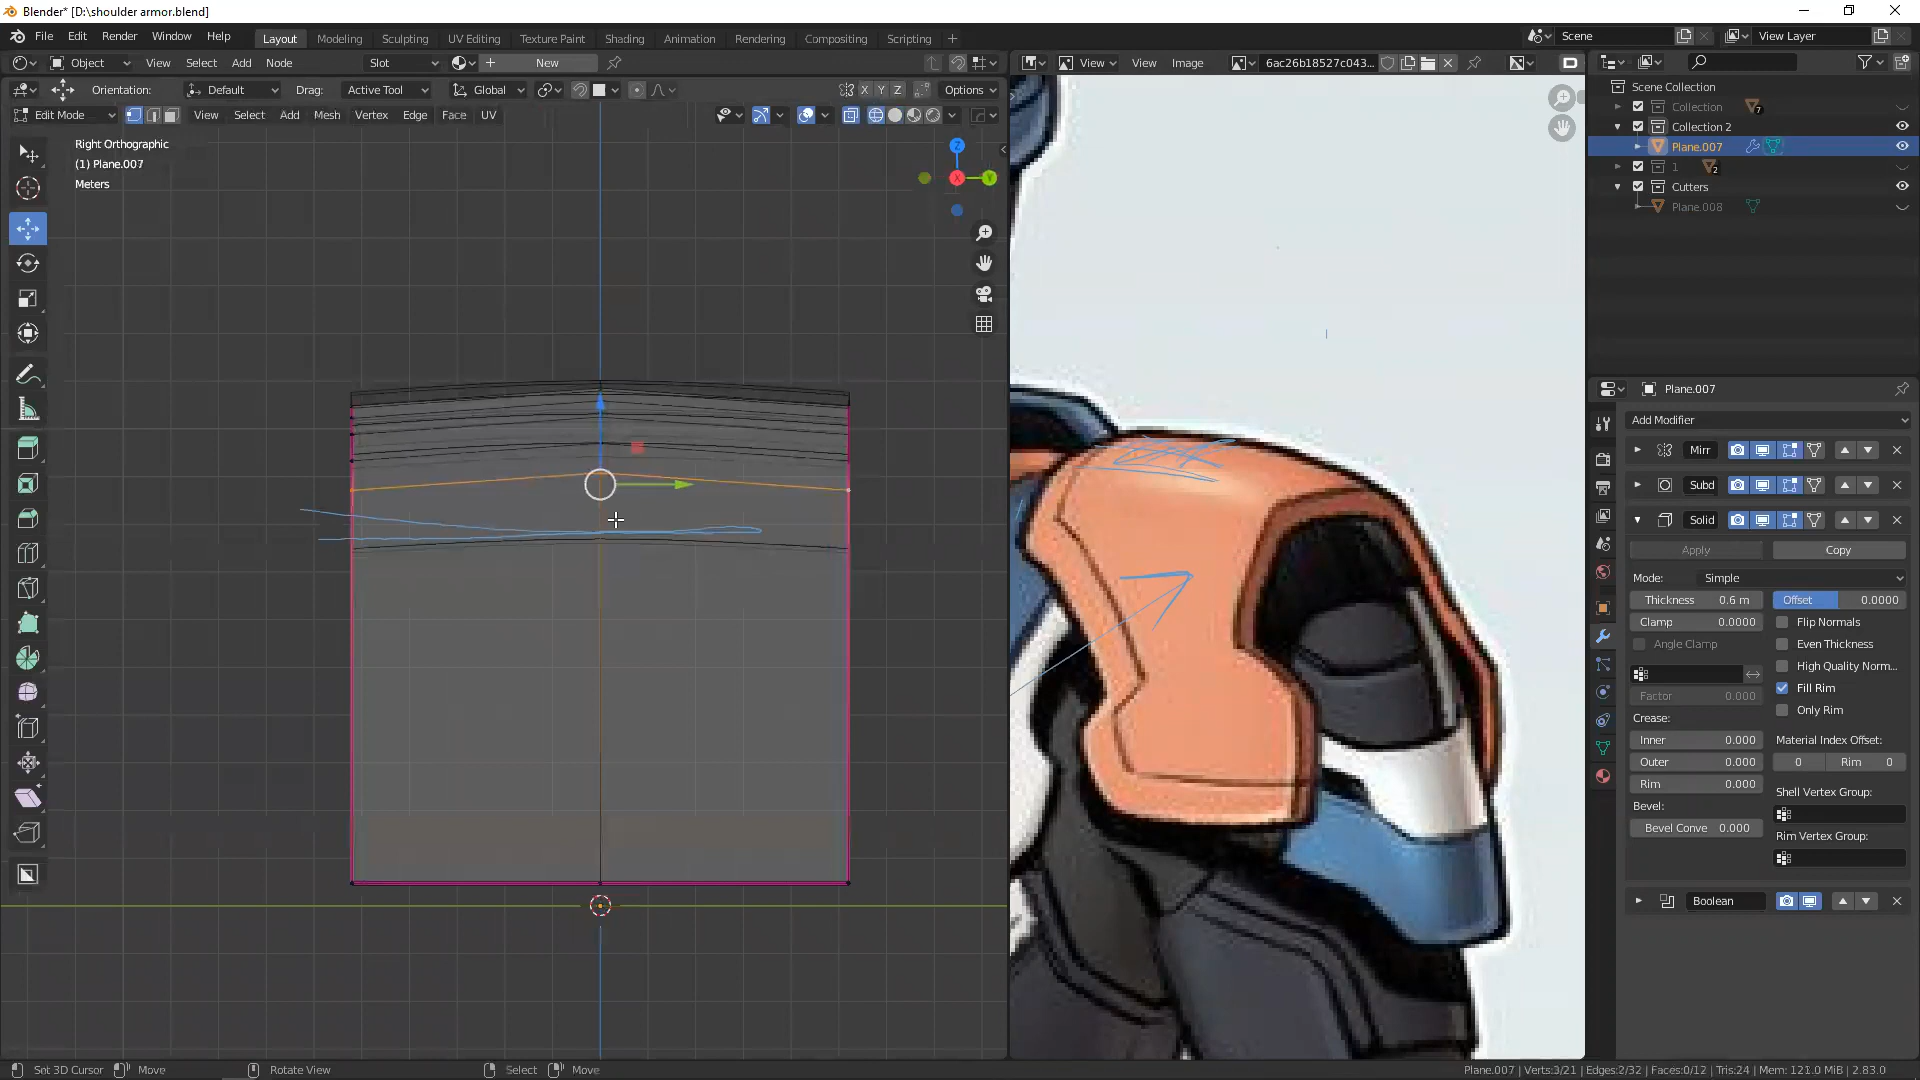 Blender* [D:\shoulder armor.blend]
File Edit Render Window Help
Layout Modeling Sculpting UV Editing Texture Paint Shading Animation Rendering Compositing Scripting +
Scene
View Layer
Object View Select Add Node
Slot
New
View View Image
6ac26b18527c043...
Orientation: Default Drag: Active Tool Global X Y Z Options
Edit Mode View Select Add Mesh Vertex Edge Face UV
Right Orthographic
(1) Plane.007
Meters
Z
X
Y
Scene Collection
Collection 7
Collection 2
Plane.007
1 2
Cutters
Plane.008
Plane.007
Add Modifier
Mirr
Subd
Solid
Apply Copy
Mode: Simple
Thickness 0.6 m Offset 0.0000
Clamp 0.0000 Flip Normals
Angle Clamp Even Thickness
High Quality Norm...
Factor 0.000 Fill Rim
Crease: Only Rim
Inner 0.000 Material Index Offset:
Outer 0.000 0 Rim 0
Rim 0.000 Shell Vertex Group:
Bevel:
Bevel Conve 0.000 Rim Vertex Group:
Boolean
Set 3D Cursor Move Rotate View Select Move
Plane.007 | Verts:3/21 | Edges:2/32 | Faces:0/12 | Tris:24 | Mem: 121.0 MiB | 2.83.0